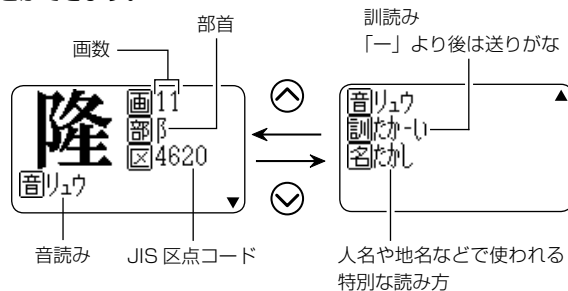 部首
画数
訓読み
「ー」より後は送りがな
隆
画11
部阝
区4620
音リュウ
音リュウ
訓たか-い
名たかし
音読み
JIS 区点コード
人名や地名などで使われる
特別な読み方